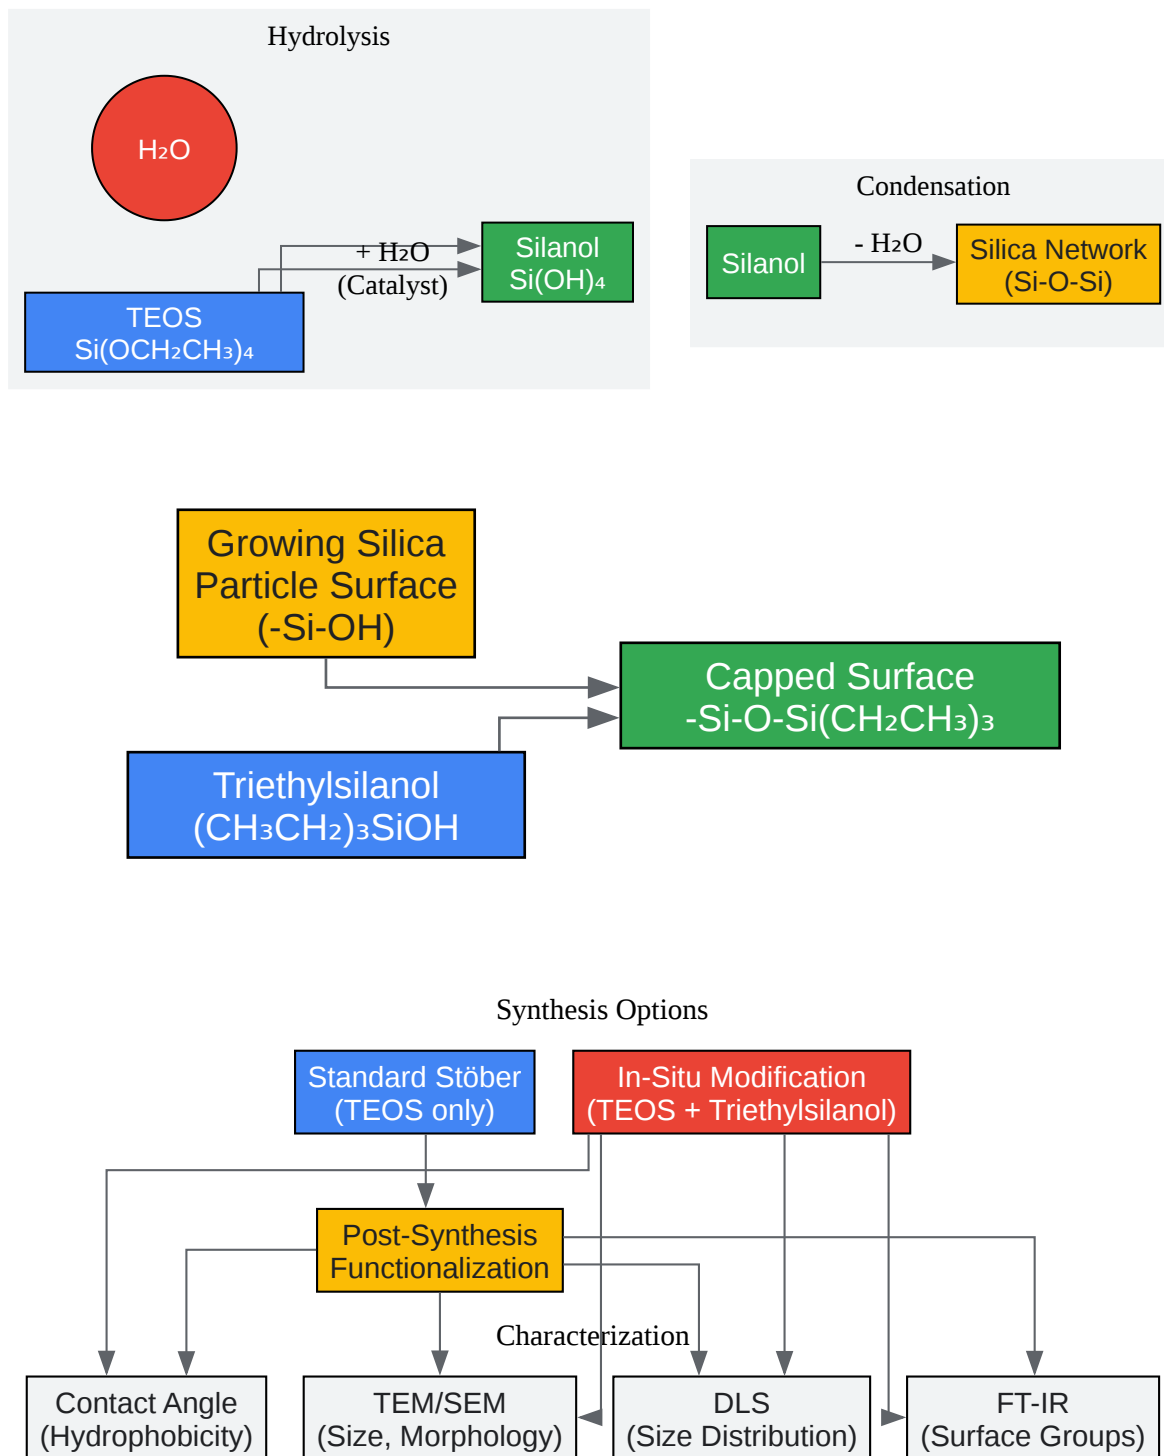 Hydrolysis
H₂O
+ H₂O
(Catalyst)
Silanol
Si(OH)₄
TEOS
Si(OCH₂CH₃)₄
Condensation
Silanol
- H₂O
Silica Network
(Si-O-Si)
Growing Silica
Particle Surface
(-Si-OH)
Capped Surface
-Si-O-Si(CH₂CH₃)₃
Triethylsilanol
(CH₃CH₂)₃SiOH
Synthesis Options
Standard Stöber
(TEOS only)
In-Situ Modification
(TEOS + Triethylsilanol)
Post-Synthesis
Functionalization
Characterization
Contact Angle
(Hydrophobicity)
TEM/SEM
(Size, Morphology)
DLS
(Size Distribution)
FT-IR
(Surface Groups)